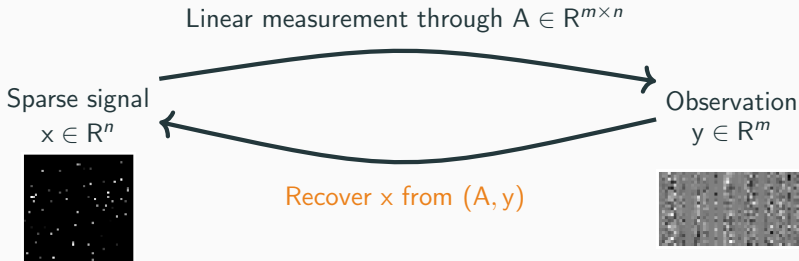 Linear measurement through A ∈ R^{m×n}
Sparse signal
x ∈ R^n
Observation
y ∈ R^m
Recover x from (A, y)